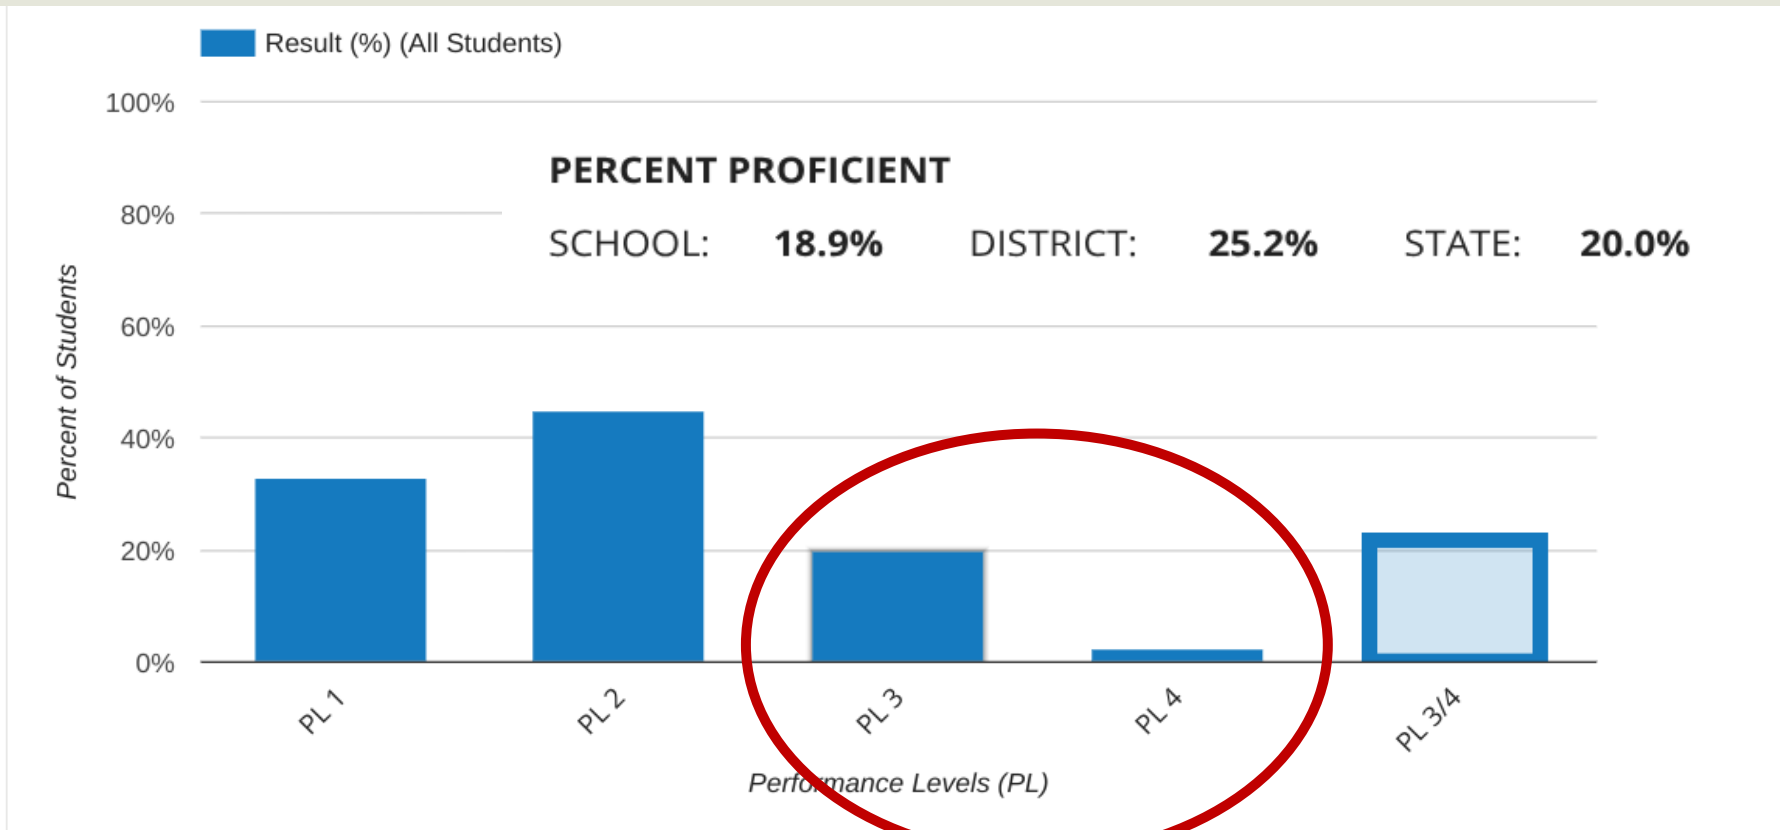 Result (%) (All Students)
100%
PERCENT PROFICIENT
80%
SCHOOL: 18.9% DISTRICT: 25.2% STATE: 20.0%
60%
40%
20%
0%
Percent of Students
PL 1
PL 2
PL 3
PL 4
PL 3/4
Performance Levels (PL)